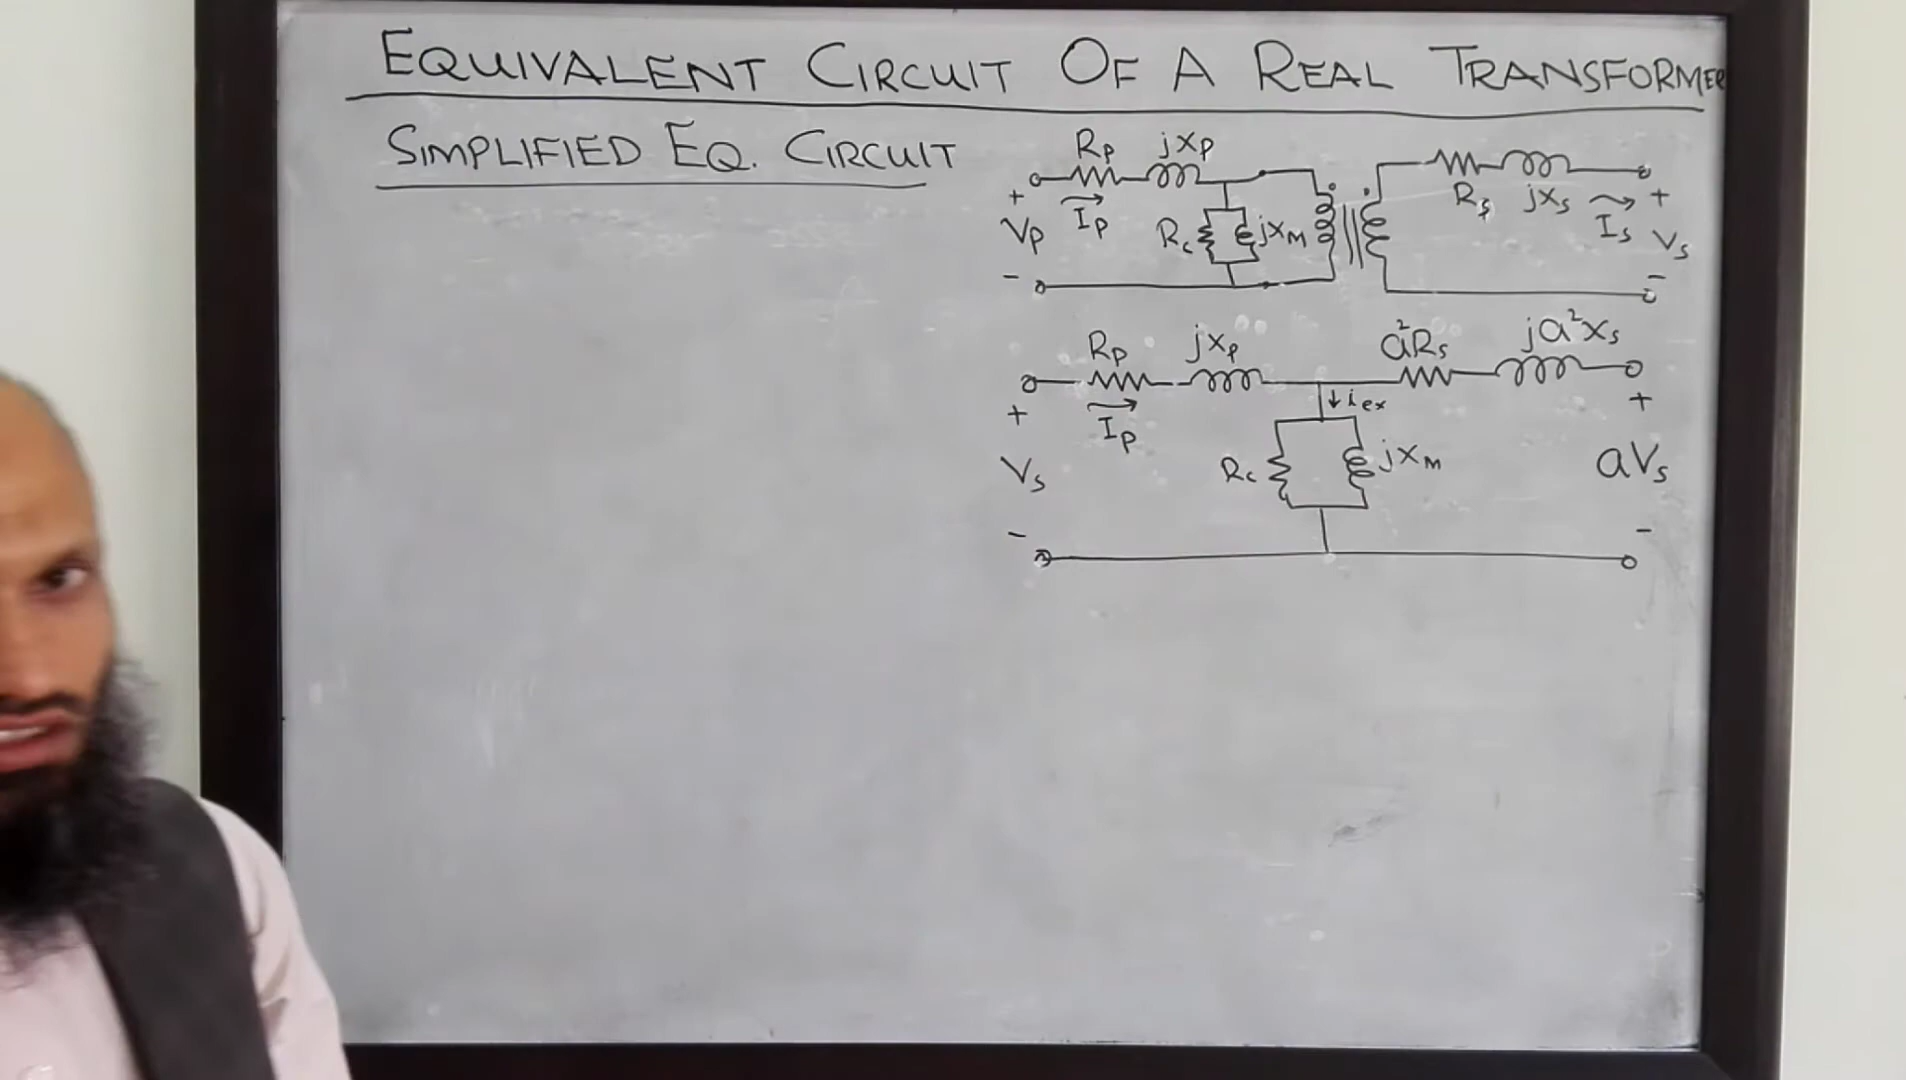 EQUIVALENT CIRCUIT OF A REAL TRANSFORMER
SIMPLIFIED EQ. CIRCUIT
Rp jXp
+ Ip Rc jXM Rs jXs Is +
Vp Vs
- -
Rp jXp a²Rs ja²Xs
+ Ip iex +
Vs Rc jXM aVs
- -